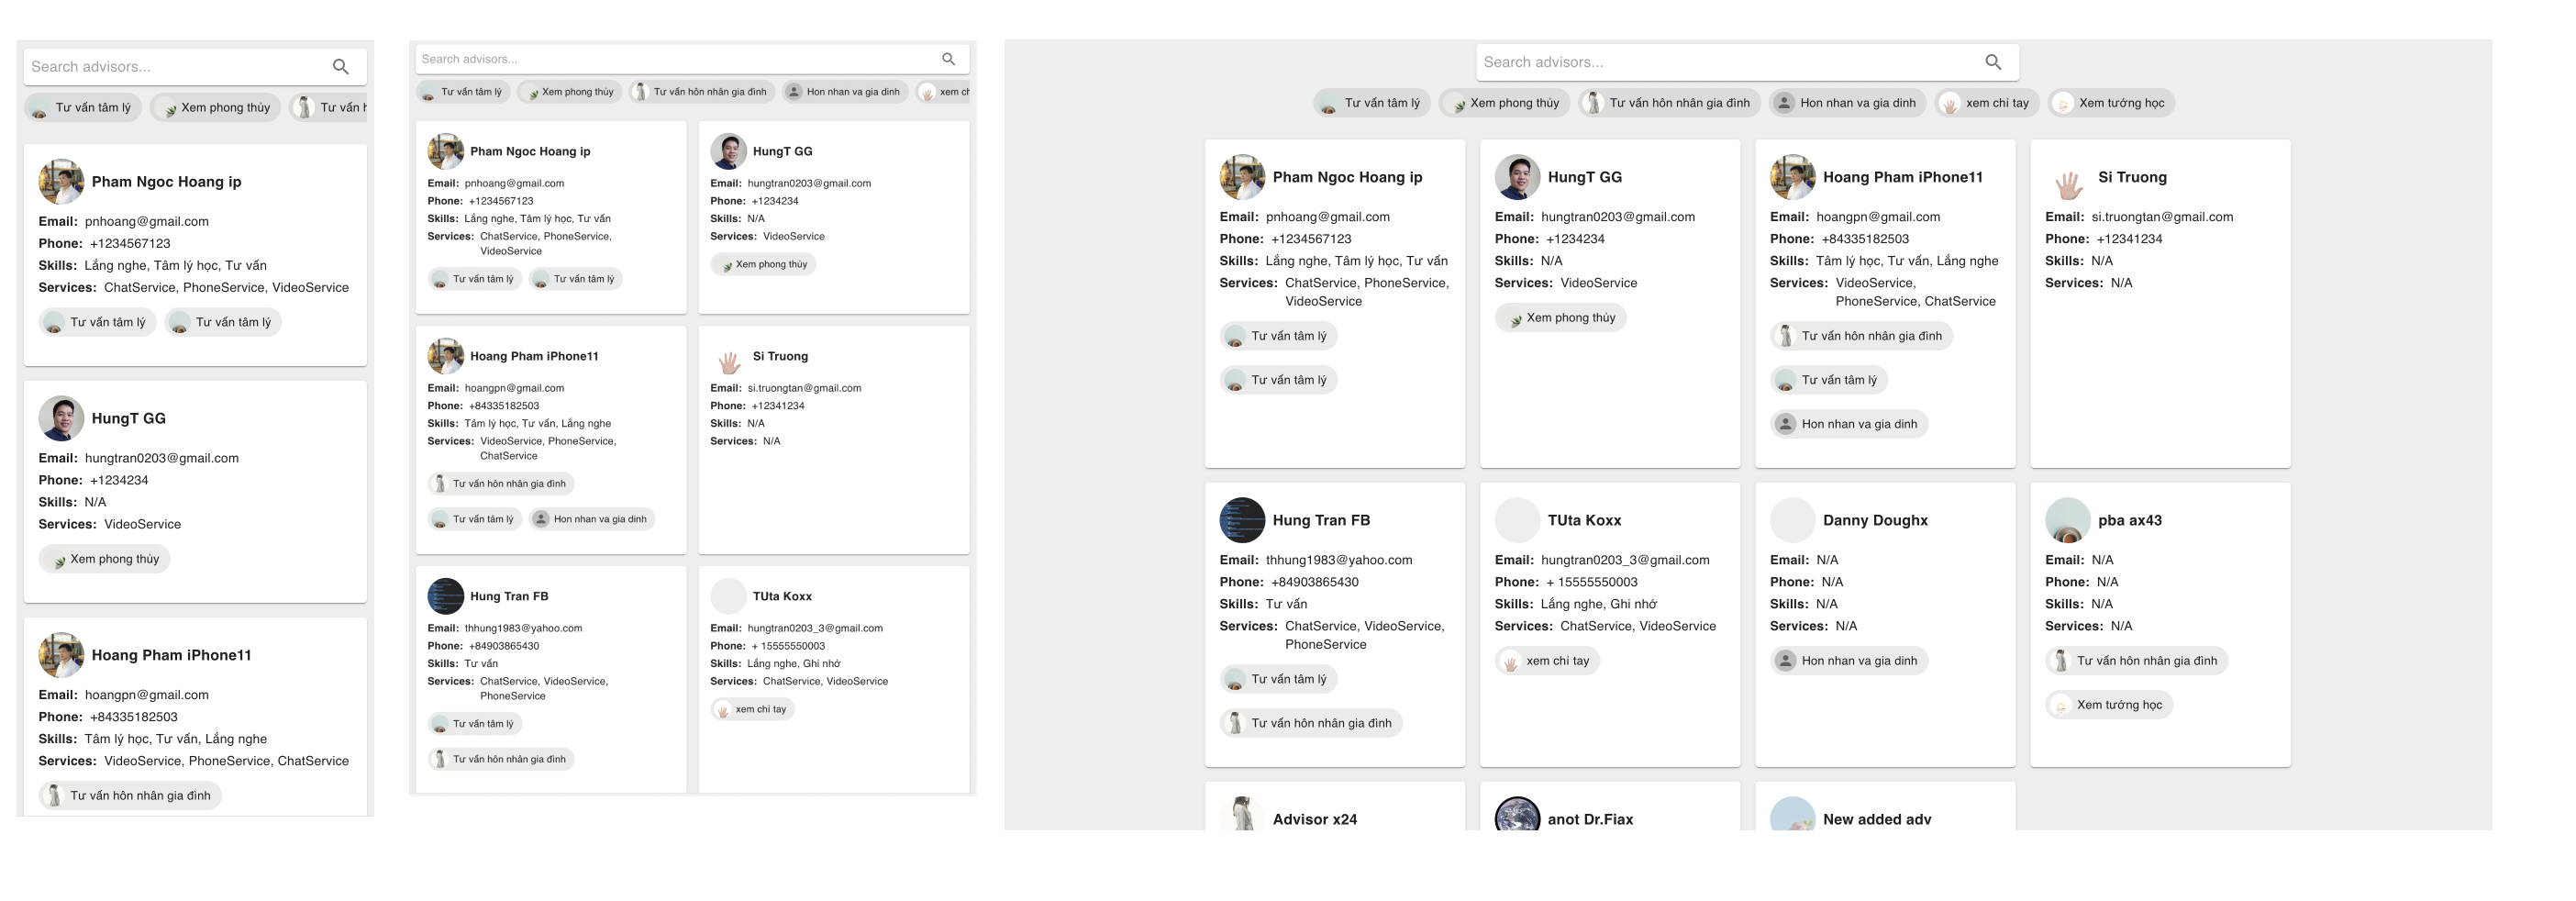 Search advisors...
Tư vấn tâm lý
Xem phong thủy
Tư vấn h
Pham Ngoc Hoang ip
Email: pnhoang@gmail.com
Phone: +1234567123
Skills: Lắng nghe, Tâm lý học, Tư vấn
Services: ChatService, PhoneService, VideoService
Tư vấn tâm lý
Tư vấn tâm lý
HungT GG
Email: hungtran0203@gmail.com
Phone: +1234234
Skills: N/A
Services: VideoService
Xem phong thủy
Hoang Pham iPhone11
Email: hoangpn@gmail.com
Phone: +84335182503
Skills: Tâm lý học, Tư vấn, Lắng nghe
Services: VideoService, PhoneService, ChatService
Tư vấn hôn nhân gia đình
Search advisors...
Tư vấn tâm lý
Xem phong thủy
Tư vấn hôn nhân gia đình
Hon nhan va gia dinh
xem ch
Pham Ngoc Hoang ip
Email: pnhoang@gmail.com
Phone: +1234567123
Skills: Lắng nghe, Tâm lý học, Tư vấn
Services: ChatService, PhoneService,
VideoService
Tư vấn tâm lý
Tư vấn tâm lý
HungT GG
Email: hungtran0203@gmail.com
Phone: +1234234
Skills: N/A
Services: VideoService
Xem phong thủy
Hoang Pham iPhone11
Email: hoangpn@gmail.com
Phone: +84335182503
Skills: Tâm lý học, Tư vấn, Lắng nghe
Services: VideoService, PhoneService,
ChatService
Tư vấn hôn nhân gia đình
Tư vấn tâm lý
Hon nhan va gia dinh
Si Truong
Email: si.truongtan@gmail.com
Phone: +12341234
Skills: N/A
Services: N/A
Hung Tran FB
Email: thhung1983@yahoo.com
Phone: +84903865430
Skills: Tư vấn
Services: ChatService, VideoService,
PhoneService
Tư vấn tâm lý
Tư vấn hôn nhân gia đình
TUta Koxx
Email: hungtran0203_3@gmail.com
Phone: + 15555550003
Skills: Lắng nghe, Ghi nhớ
Services: ChatService, VideoService
xem chi tay
Search advisors...
Tư vấn tâm lý
Xem phong thủy
Tư vấn hôn nhân gia đình
Hon nhan va gia dinh
xem chi tay
Xem tướng học
Pham Ngoc Hoang ip
Email: pnhoang@gmail.com
Phone: +1234567123
Skills: Lắng nghe, Tâm lý học, Tư vấn
Services: ChatService, PhoneService,
VideoService
Tư vấn tâm lý
Tư vấn tâm lý
HungT GG
Email: hungtran0203@gmail.com
Phone: +1234234
Skills: N/A
Services: VideoService
Xem phong thủy
Hoang Pham iPhone11
Email: hoangpn@gmail.com
Phone: +84335182503
Skills: Tâm lý học, Tư vấn, Lắng nghe
Services: VideoService,
PhoneService, ChatService
Tư vấn hôn nhân gia đình
Tư vấn tâm lý
Hon nhan va gia dinh
Si Truong
Email: si.truongtan@gmail.com
Phone: +12341234
Skills: N/A
Services: N/A
Hung Tran FB
Email: thhung1983@yahoo.com
Phone: +84903865430
Skills: Tư vấn
Services: ChatService, VideoService,
PhoneService
Tư vấn tâm lý
Tư vấn hôn nhân gia đình
TUta Koxx
Email: hungtran0203_3@gmail.com
Phone: + 15555550003
Skills: Lắng nghe, Ghi nhớ
Services: ChatService, VideoService
xem chi tay
Danny Doughx
Email: N/A
Phone: N/A
Skills: N/A
Services: N/A
Hon nhan va gia dinh
pba ax43
Email: N/A
Phone: N/A
Skills: N/A
Services: N/A
Tư vấn hôn nhân gia đình
Xem tướng học
Advisor x24
anot Dr.Fiax
New added adv